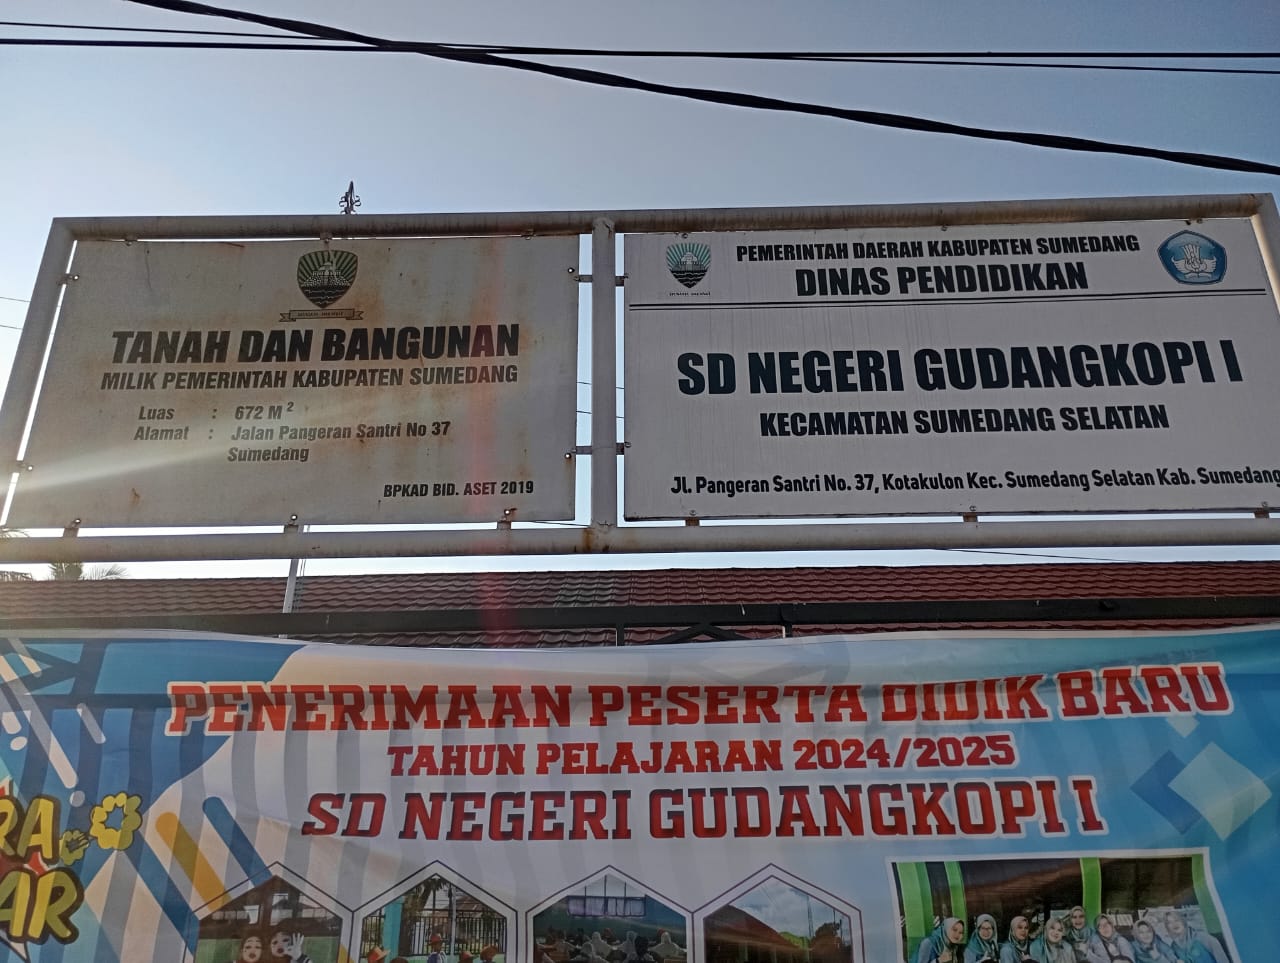 TANAH DAN BANGUNAN
MILIK PEMERINTAH KABUPATEN SUMEDANG
Luas : 672 M²
Alamat : Jalan Pangeran Santri No 37
Sumedang
BPKAD BID. ASET 2019
PEMERINTAH DAERAH KABUPATEN SUMEDANG
DINAS PENDIDIKAN
SD NEGERI GUDANGKOPI I
KECAMATAN SUMEDANG SELATAN
Jl. Pangeran Santri No. 37, Kotakulon Kec. Sumedang Selatan Kab. Sumedang
PENERIMAAN PESERTA DIDIK BARU
TAHUN PELAJARAN 2024/2025
SD NEGERI GUDANGKOPI I